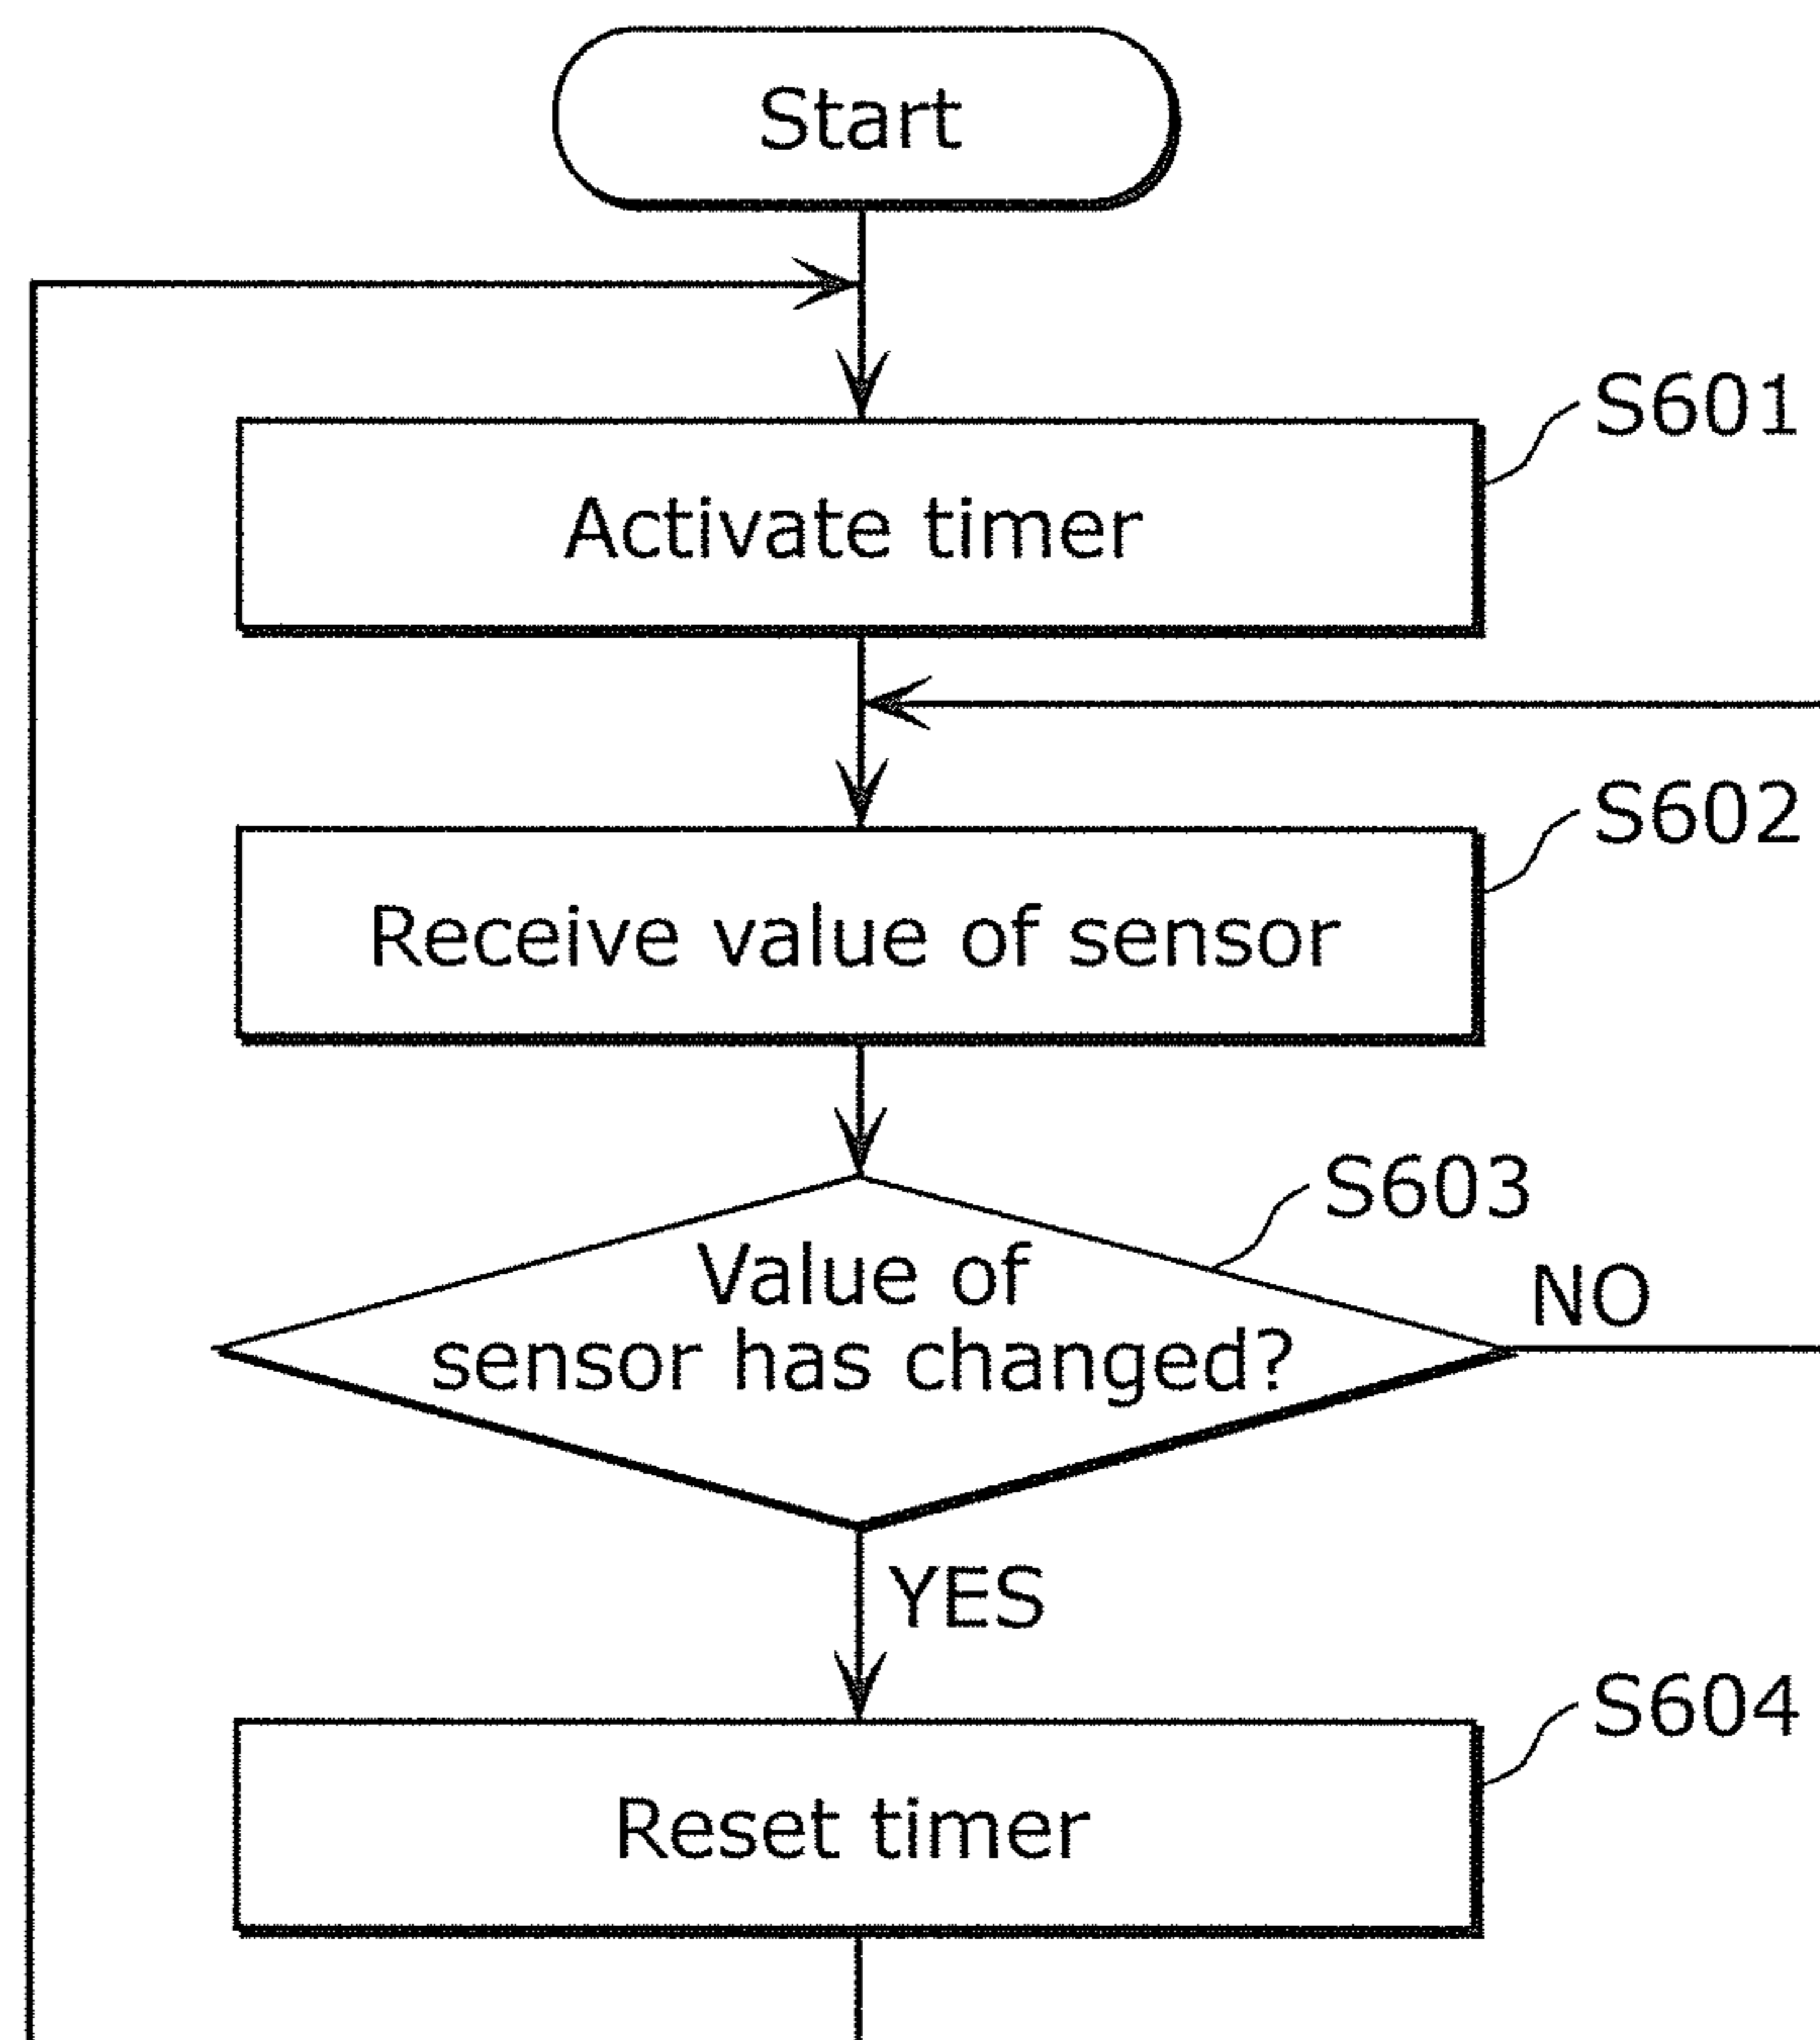 Start
S601
Activate timer
S602
Receive value of sensor
S603
Value of
sensor has changed?
NO
YES
S604
Reset timer